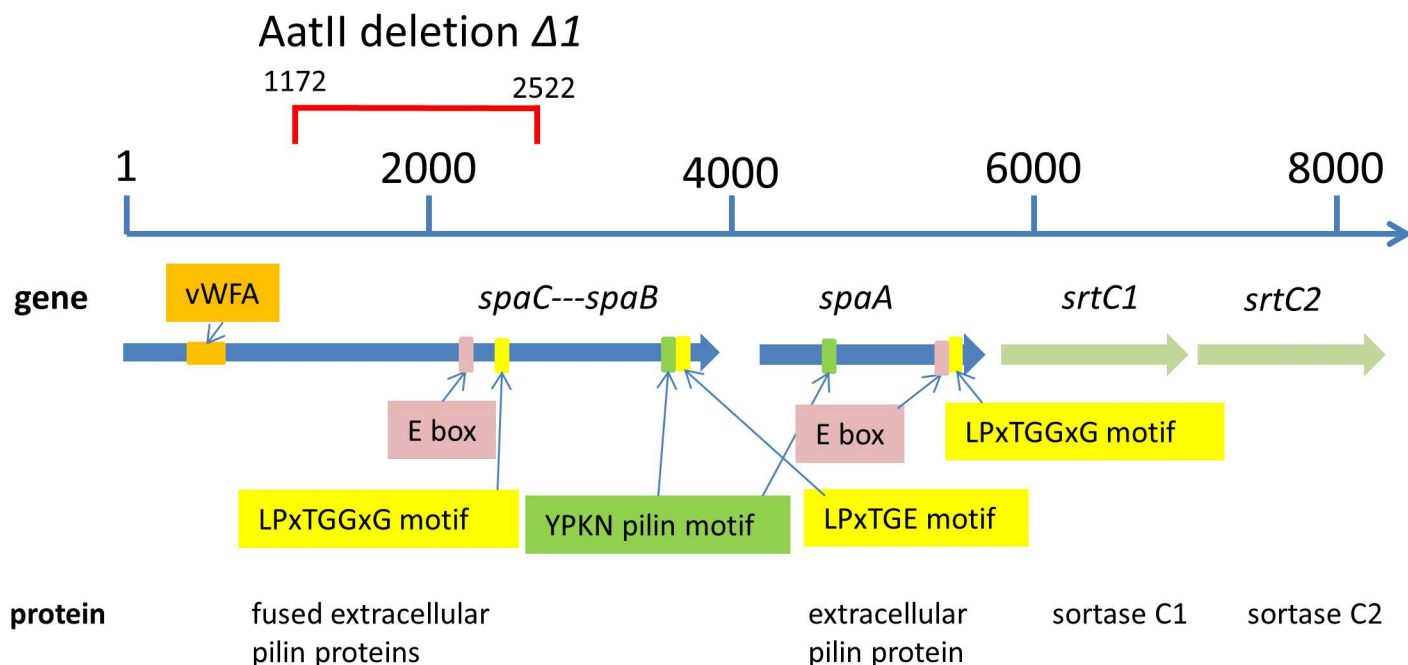 AatII deletion Δ1
1172 2522
1 2000 4000 6000 8000
gene vWFA spaC---spaB spaA srtC1 srtC2
E box E box LPxTGGxG motif
LPxTGGxG motif YPKN pilin motif LPxTGE motif
protein fused extracellular extracellular sortase C1 sortase C2
pilin proteins pilin protein